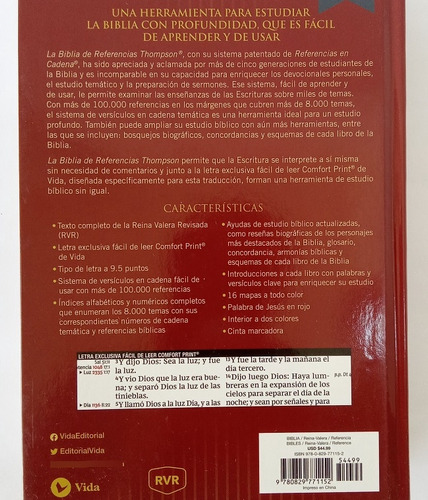 UNA HERRAMIENTA PARA ESTUDIAR
LA BIBLIA CON PROFUNDIDAD, QUE ES FÁCIL
DE APRENDER Y DE USAR
La Biblia de Referencias Thompson®, con su sistema patentado de Referencias en
Cadena®, ha sido apreciada y aclamada por más de cinco generaciones de estudiantes de
la Biblia y es incomparable en su capacidad para enriquecer los devocionales personales,
el estudio temático y la preparación de sermones. Ese sistema, fácil de aprender y
de usar, le permite examinar las enseñanzas de las Escrituras sobre miles de temas.
Con más de 100.000 referencias en los márgenes que cubren más de 8.000 temas,
el sistema de versículos en cadena temática es una herramienta ideal para un estudio
profundo. También puede ampliar su estudio bíblico con aún más herramientas, entre
las que se incluyen: bosquejos biográficos, concordancias y esquemas de cada libro de la
Biblia.
La Biblia de Referencias Thompson permite que la Escritura se interprete a sí misma
sin necesidad de comentarios y junto a la letra exclusiva fácil de leer Comfort Print® de
Vida, diseñada específicamente para esta traducción, forman una herramienta de estudio
bíblico sin igual.
CARACTERÍSTICAS
• Texto completo de la Reina Valera Revisada
(RVR)
• Letra exclusiva fácil de leer Comfort Print®
de Vida
• Tipo de letra a 9.5 puntos
• Sistema de versículos en cadena fácil de
usar con más de 100.000 referencias
• Índices alfabéticos y numéricos completos
que enumeran los 8.000 temas con sus
correspondientes números de cadena
temática y referencias bíblicas
• Ayudas de estudio bíblico actualizadas,
como reseñas biográficas de los personajes
más destacados de la Biblia, glosario,
concordancia, armonías bíblicas y
esquemas de cada libro de la Biblia
• Introducciones a cada libro con palabras y
versículos clave para enriquecer su estudio
• 16 mapas a todo color
• Palabra de Jesús en rojo
• Interior a dos colores
• Cinta marcadora
LETRA EXCLUSIVA FÁCIL DE LEER COMFORT PRINT®
3 Y dijo Dios: Sea la luz; y fue
la luz.
4 Y vio Dios que la luz era bue-
na; y separó Dios la luz de las
tinieblas.
5 Y llamó Dios a la luz Día, y a las
13 Y fue la tarde y la mañana el
día tercero.
14 Dijo luego Dios: Haya lum-
breras en la expansión de los
cielos para separar el día de la
noche; y sean por señales y para
VidaEditorial
EditorialVida
Vida
RVR
BIBLIA / Reina-Valera / Referencia
BIBLES / Reina-Valera / Reference
USD $44.99
ISBN 978-0-829-77115-2
54499
9 780829 771152
Impreso en China